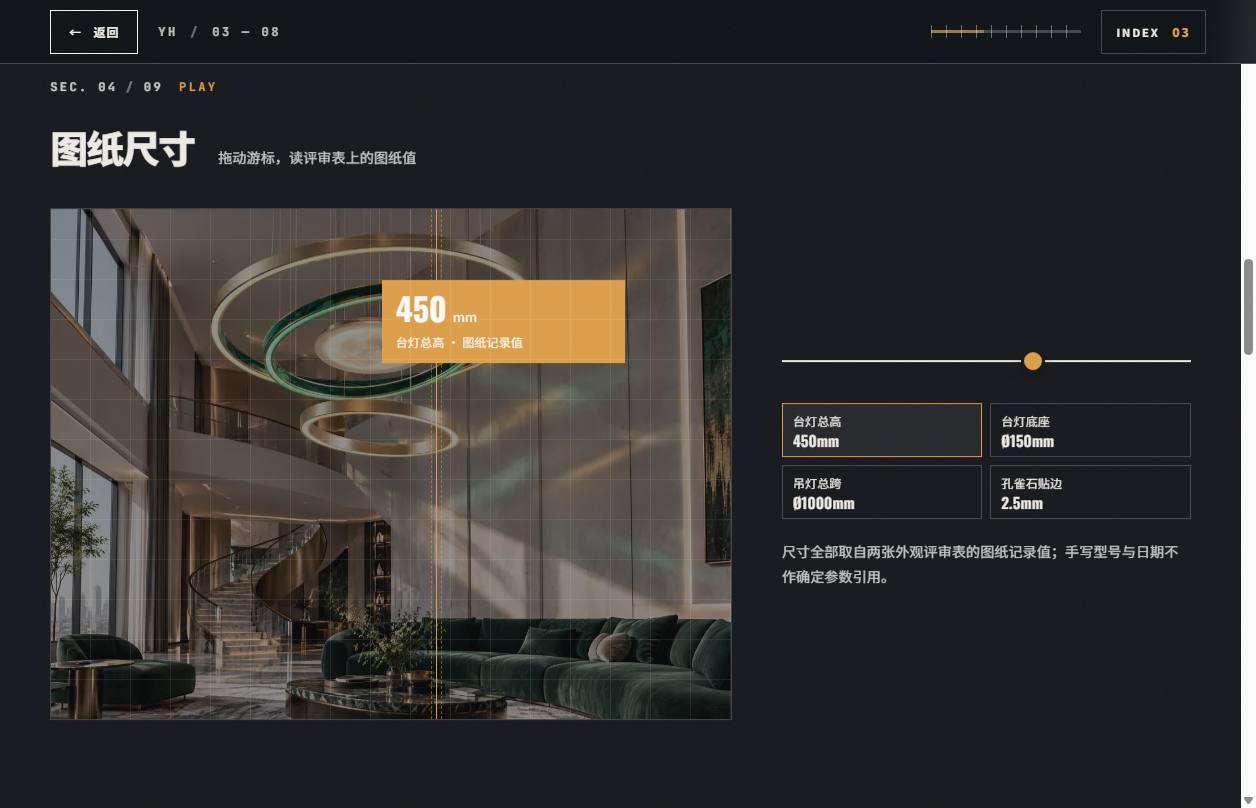 ← 返回
YH / 03 — 08
INDEX 03
SEC. 04 / 09 PLAY
图纸尺寸
拖动游标，读评审表上的图纸值
450 mm
台灯总高 · 图纸记录值
台灯总高
450mm
台灯底座
Ø150mm
吊灯总跨
Ø1000mm
孔雀石贴边
2.5mm
尺寸全部取自两张外观评审表的图纸记录值；手写型号与日期不
作确定参数引用。